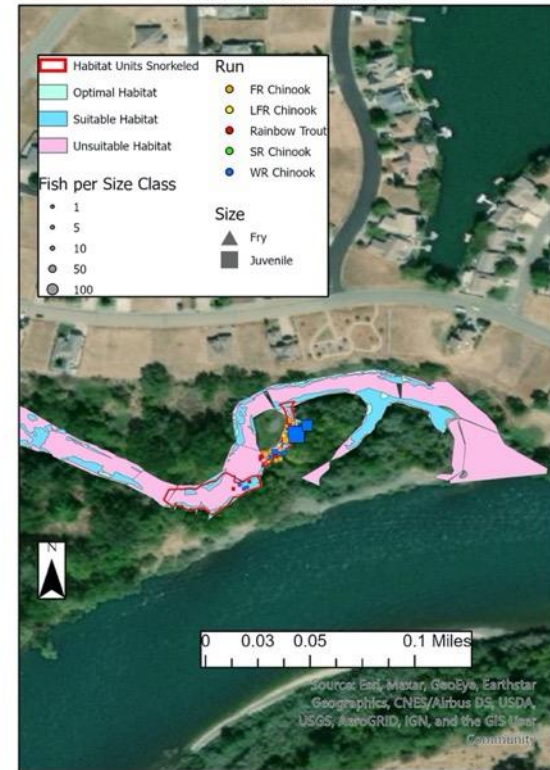 Habitat Units Snorkeled
Optimal Habitat
Suitable Habitat
Unsuitable Habitat
Fish per Size Class
1
5
10
50
100
Run
FR Chinook
LFR Chinook
Rainbow Trout
SR Chinook
WR Chinook
Size
Fry
Juvenile
N
0 0.03 0.05 0.1 Miles
Source: Esri, Maxar, GeoEye, Earthstar
Geographics, CNES/Airbus DS, USDA,
USGS, AeroGRID, IGN, and the GIS User
Community